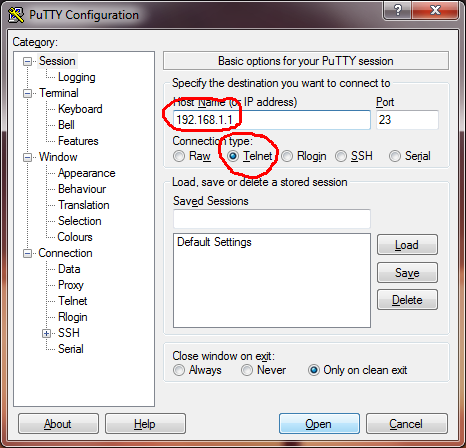 PuTTY Configuration
Category:
Session
Logging
Terminal
Keyboard
Bell
Features
Window
Appearance
Behaviour
Translation
Selection
Colours
Connection
Data
Proxy
Telnet
Rlogin
SSH
Serial
Basic options for your PuTTY session
Specify the destination you want to connect to
Host Name (or IP address) Port
192.168.1.1 23
Connection type:
Raw Telnet Rlogin SSH Serial
Load, save or delete a stored session
Saved Sessions
Default Settings
Load
Save
Delete
Close window on exit:
Always Never Only on clean exit
About Help Open Cancel